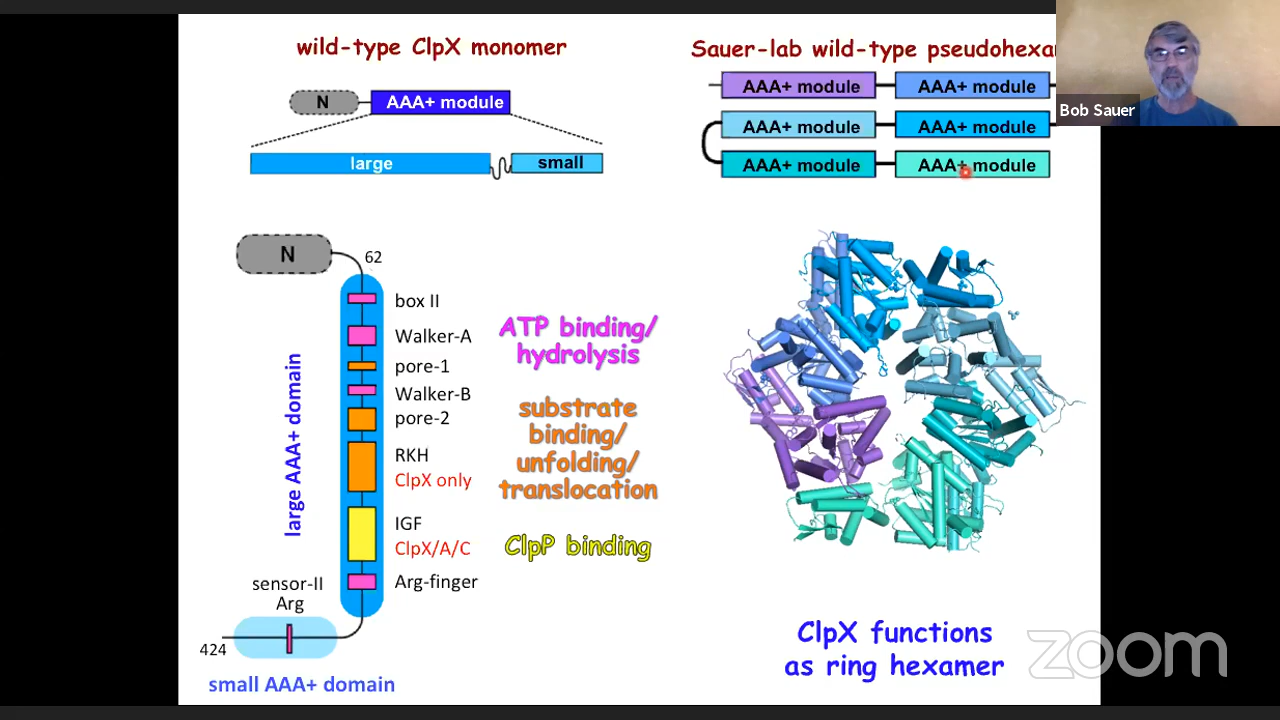 wild-type ClpX monomer
N
AAA+ module
large
small
Sauer-lab wild-type pseudohexa
AAA+ module
AAA+ module
AAA+ module
AAA+ module
AAA+ module
AAA+ module
Bob Sauer
N
62
box II
Walker-A
pore-1
Walker-B
pore-2
RKH
ClpX only
IGF
ClpX/A/C
Arg-finger
large AAA+ domain
sensor-II
Arg
424
small AAA+ domain
ATP binding/
hydrolysis
substrate
binding/
unfolding/
translocation
ClpP binding
ClpX functions
as ring hexamer
zoom